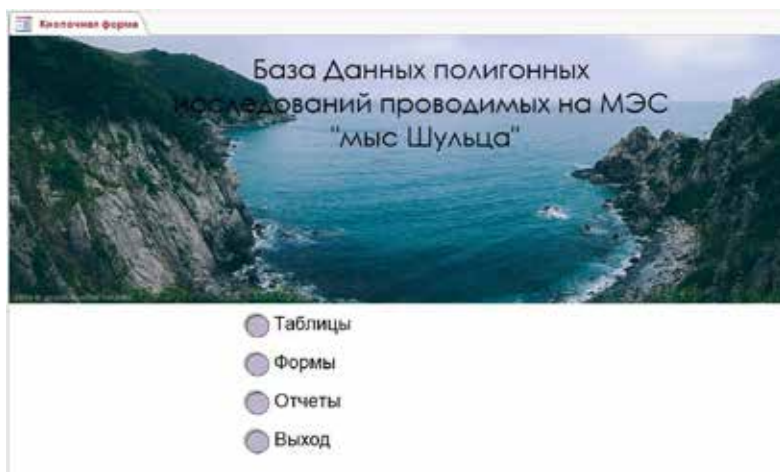 Кнопочная форма
База Данных полигонных
исследований проводимых на МЭС
"мыс Шульца"
Таблицы
Формы
Отчеты
Выход